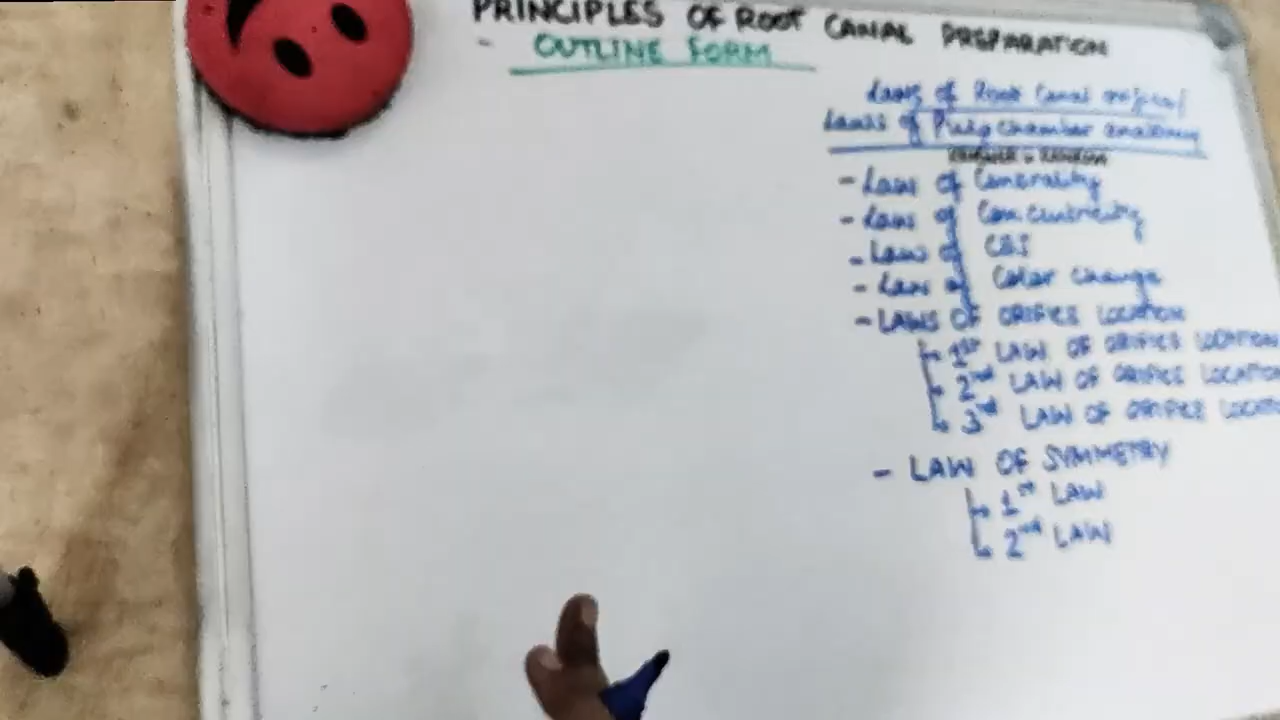 PRINCIPLES OF ROOT CANAL PREPARATION
- OUTLINE FORM
Laws of Root Canal
Laws of Pulp chamber anatomy
- Law of Centrality
- Law of Concentricity
- Law of CEJ
- Law of Color change
- LAWS OF ORIFICE LOCATION
1st LAW OF ORIFICE LOCATION
2nd LAW OF ORIFICE LOCATION
3rd LAW OF ORIFICE LOCAT
- LAW OF SYMMETRY
1st LAW
2nd LAW